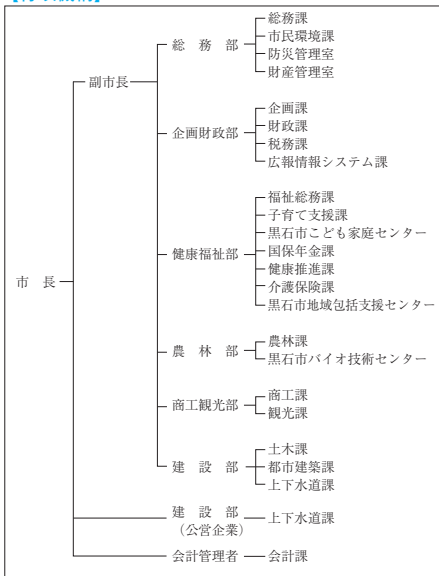 総務課
総務部
市民環境課
防災管理室
財産管理室
副市長
企画課
企画財政部
財政課
税務課
広報情報システム課
福祉総務課
子育て支援課
黒石市こども家庭センター
健康福祉部
国保年金課
健康推進課
介護保険課
黒石市地域包括支援センター
市長
農林部
農林課
黒石市バイオ技術センター
商工観光部
商工課
観光課
建設部
土木課
都市建築課
上下水道課
建設部
(公営企業)
上下水道課
会計管理者
会計課